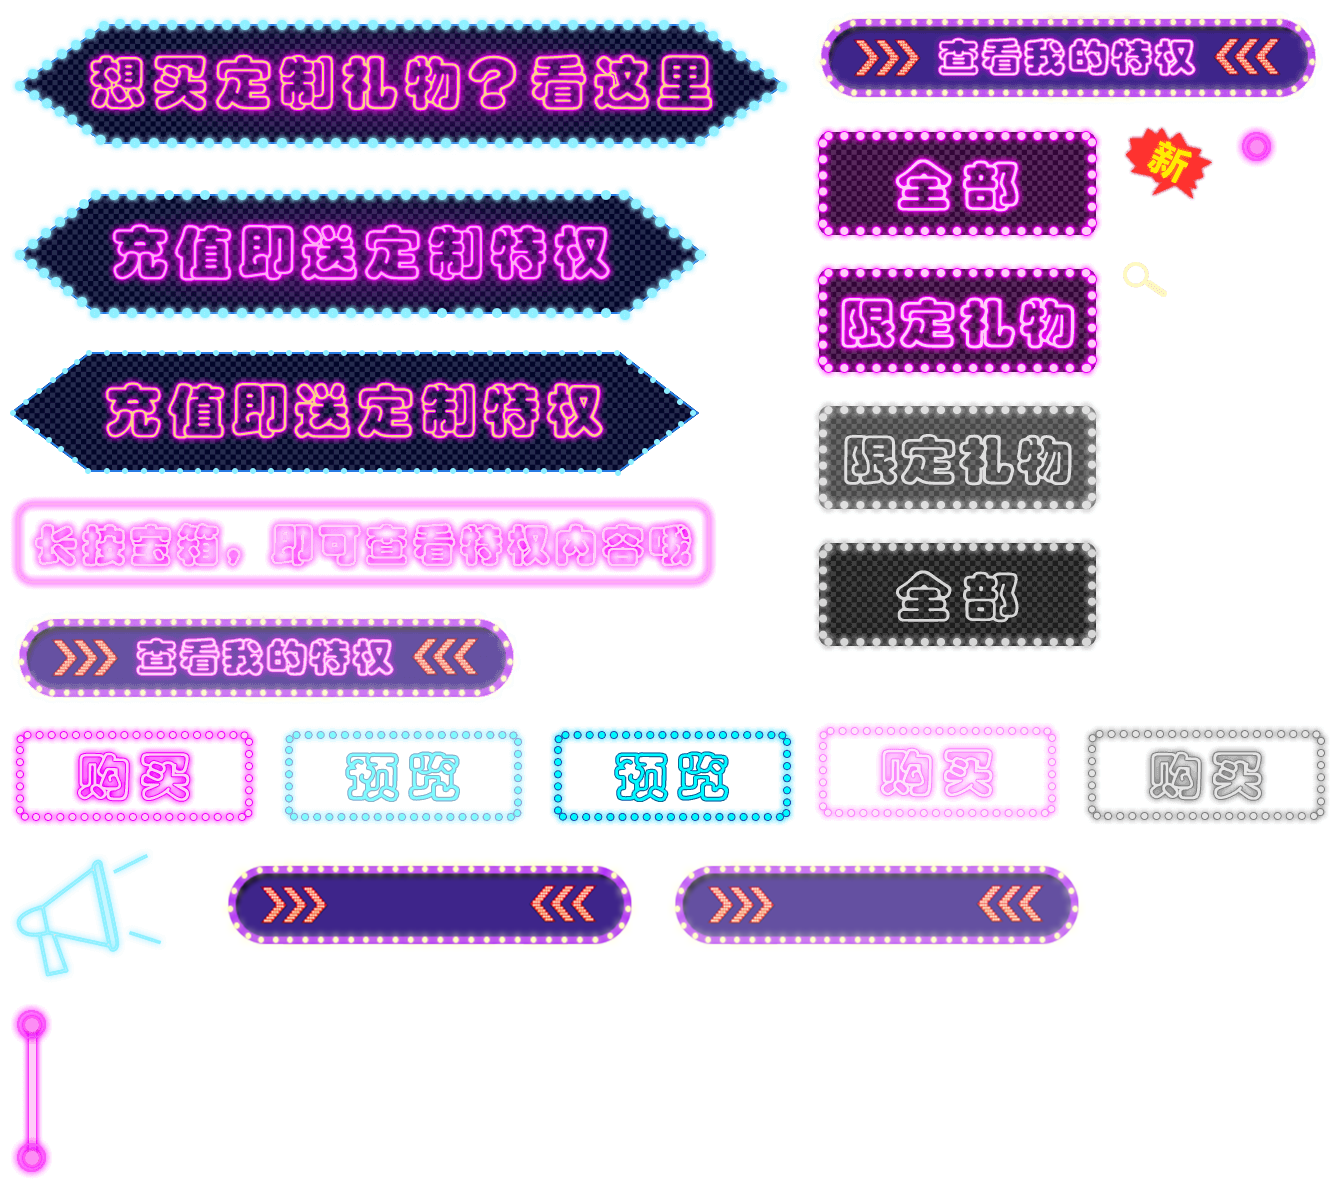 想买定制礼物？看这里
查看我的特权
全部
新
充值即送定制特权
限定礼物
充值即送定制特权
限定礼物
长按宝箱，即可查看特权内容哦
全部
查看我的特权
购买
预览
预览
购买
购买